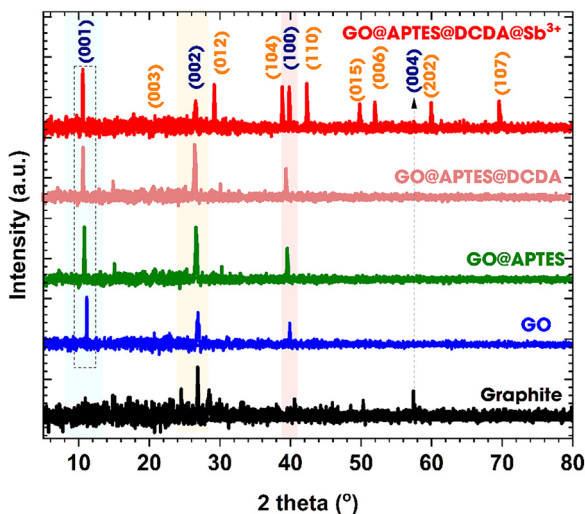 GO@APTES@DCDA@Sb³⁺
(001)
(003)
(002)
(012)
(104)
(100)
(110)
(015)
(006)
(004)
(202)
(107)
GO@APTES@DCDA
GO@APTES
GO
Graphite
Intensity (a.u.)
10 20 30 40 50 60 70 80
2 theta (º)